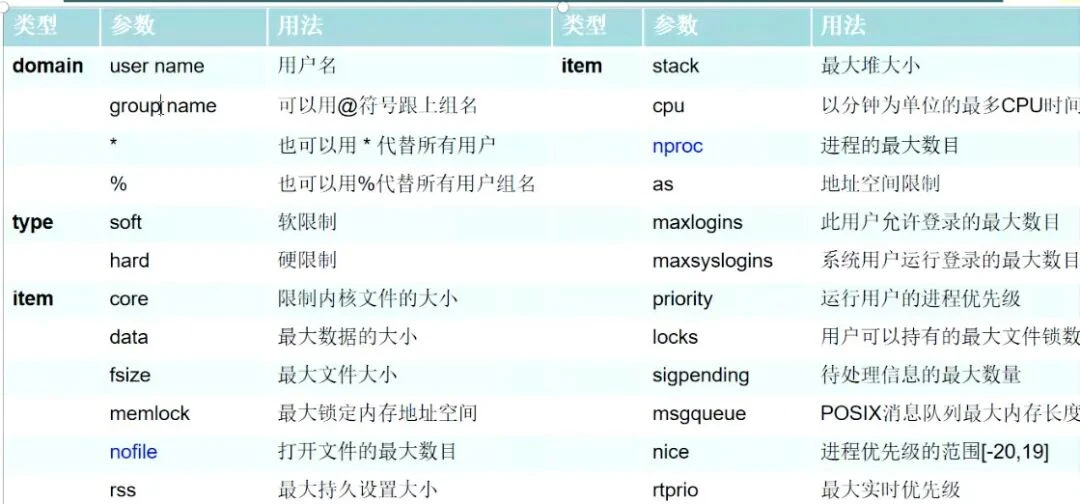 类型 参数 用法 类型 参数 用法
domain user name 用户名 item stack 最大堆大小
group name 可以用@符号跟上组名 cpu 以分钟为单位的最多CPU时间
* 也可以用 * 代替所有用户 nproc 进程的最大数目
% 也可以用%代替所有用户组名 as 地址空间限制
type soft 软限制 maxlogins 此用户允许登录的最大数目
hard 硬限制 maxsyslogins 系统用户运行登录的最大数目
item core 限制内核文件的大小 priority 运行用户的进程优先级
data 最大数据的大小 locks 用户可以持有的最大文件锁数
fsize 最大文件大小 sigpending 待处理信息的最大数量
memlock 最大锁定内存地址空间 msgqueue POSIX消息队列最大内存长度
nofile 打开文件的最大数目 nice 进程优先级的范围[-20,19]
rss 最大持久设置大小 rtprio 最大实时优先级